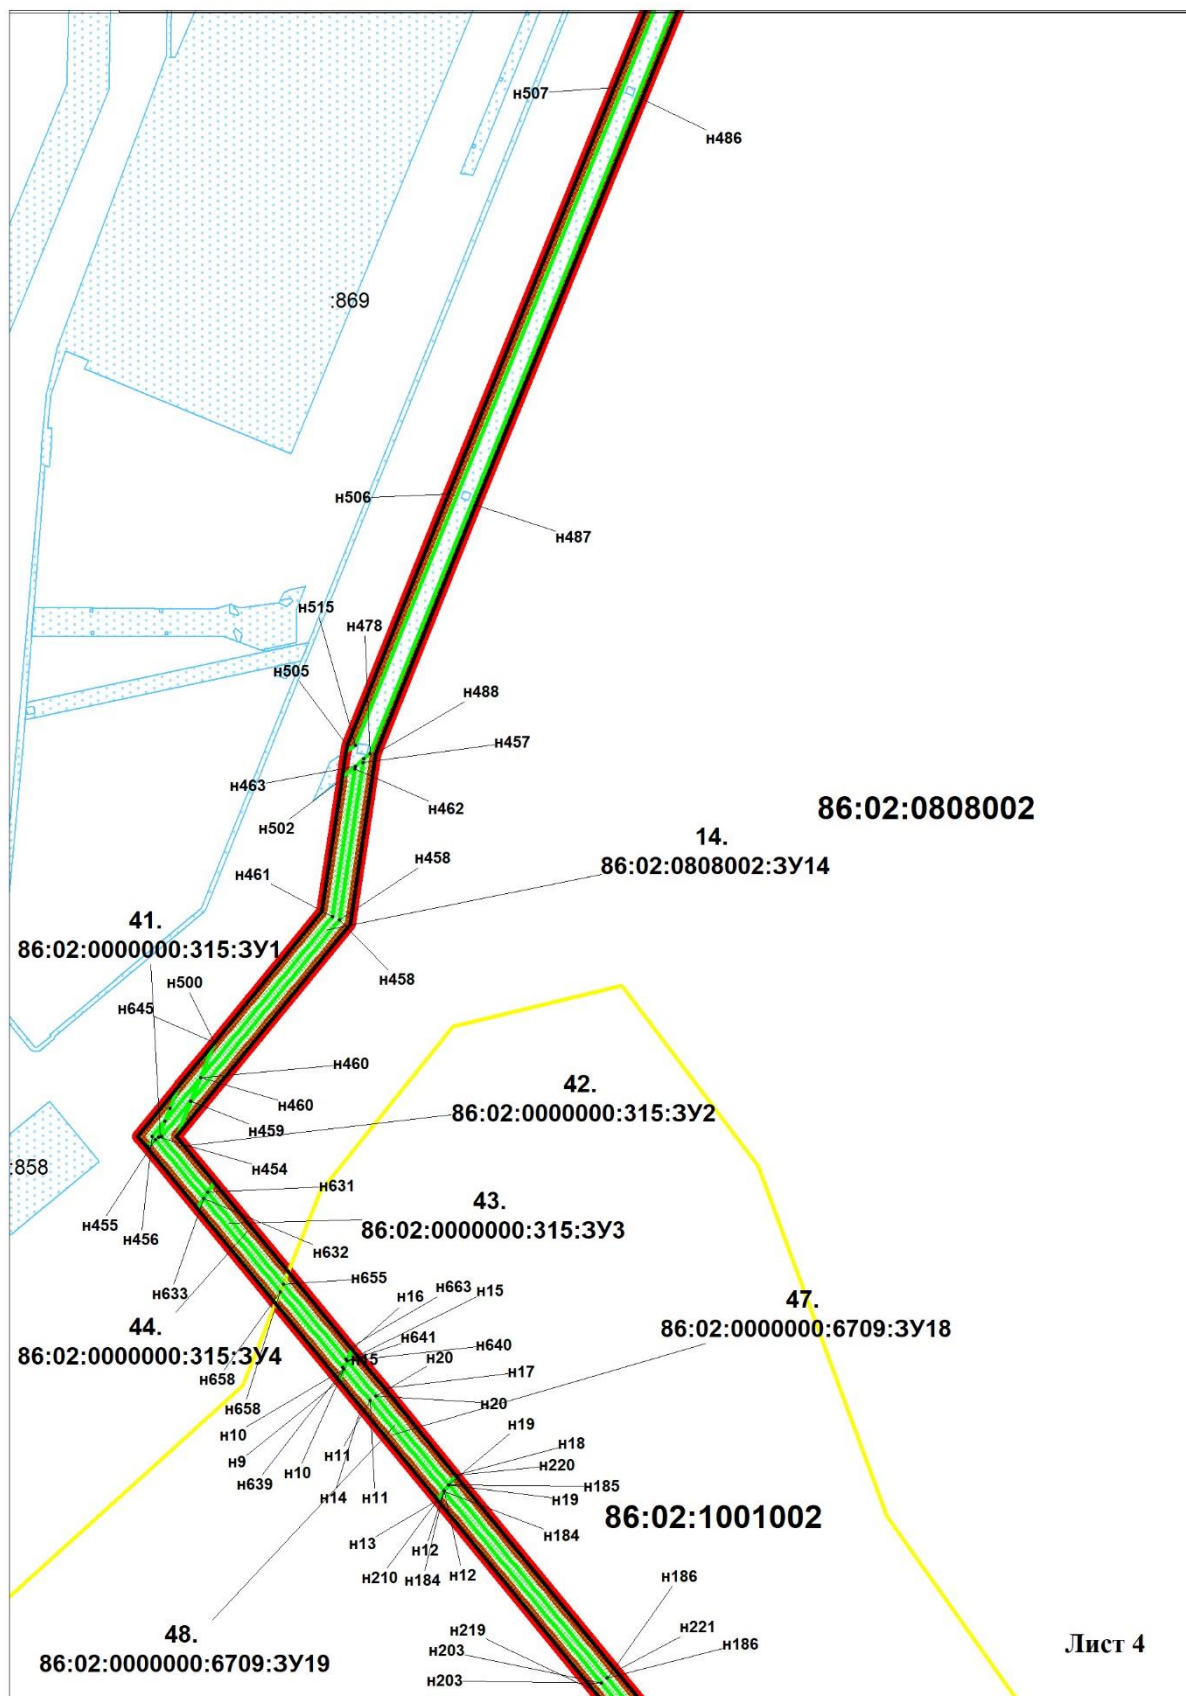 н507
н486
:869
н506
н487
н515
н478
н505
н488
н457
н463
н462
н502
86:02:0808002
14.
86:02:0808002:ЗУ14
н458
н461
41.
86:02:0000000:315:ЗУ1
н500
н458
н645
н460
42.
86:02:0000000:315:ЗУ2
н460
н459
н454
:858
н631
43.
86:02:0000000:315:ЗУ3
н455
н456
н632
н655
н633
н16
н663
н15
44.
86:02:0000000:315:ЗУ4
47.
86:02:0000000:6709:ЗУ18
н641
н640
н15
н20
н658
н17
н658
н20
н10
н19
н9
н11
н18
н10
н220
н639
н185
н14
н11
н19
86:02:1001002
н184
н13
н12
н210
н184
н12
н186
н219
н221
48.
86:02:0000000:6709:ЗУ19
н203
н186
н203
Лист 4